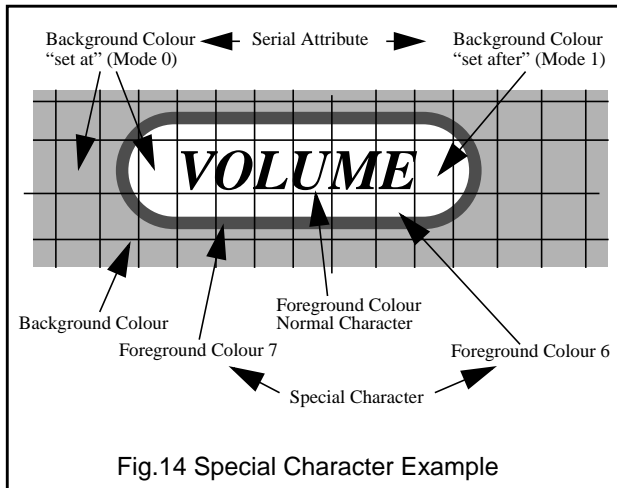 Background Colour
“set at” (Mode 0)
Serial Attribute
Background Colour
“set after” (Mode 1)
VOLUME
Background Colour
Foreground Colour
Normal Character
Foreground Colour 7
Foreground Colour 6
Special Character
Fig.14 Special Character Example